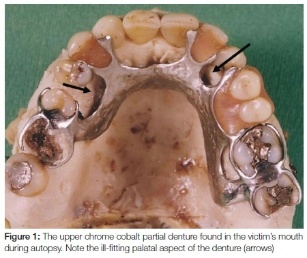 Figure 1: The upper chrome cobalt partial denture found in the victim's mouth
during autopsy. Note the ill-fitting palatal aspect of the denture (arrows)